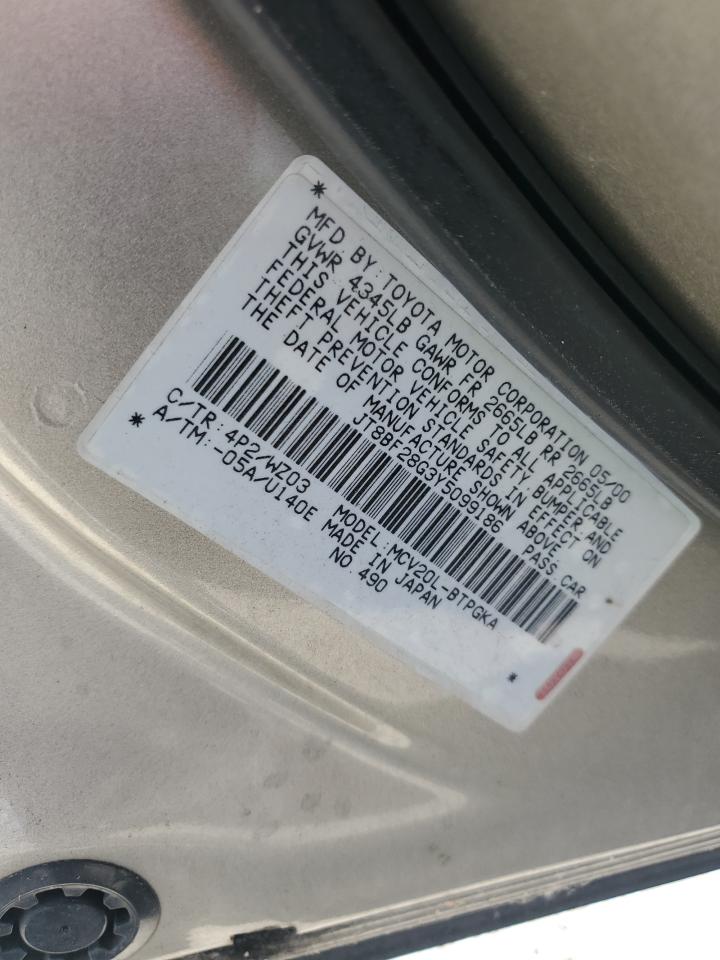 MFD BY: TOYOTA MOTOR CORPORATION 05/00
GVWR 4345LB GAWR FR 2665LB RR 2665LB
THIS VEHICLE CONFORMS TO ALL APPLICABLE
FEDERAL MOTOR VEHICLE SAFETY BUMPER,AND
THEFT PREVENTION STANDARDS IN EFFECT ON
THE DATE OF MANUFACTURE SHOWN ABOVE
JT8BF28G3Y5099186 PASS.CAR
C/TR:4P2/WZ03 MODEL:MCV20L-BTPGKA
A/TM:-05A/U140E MADE IN JAPAN
NO 490